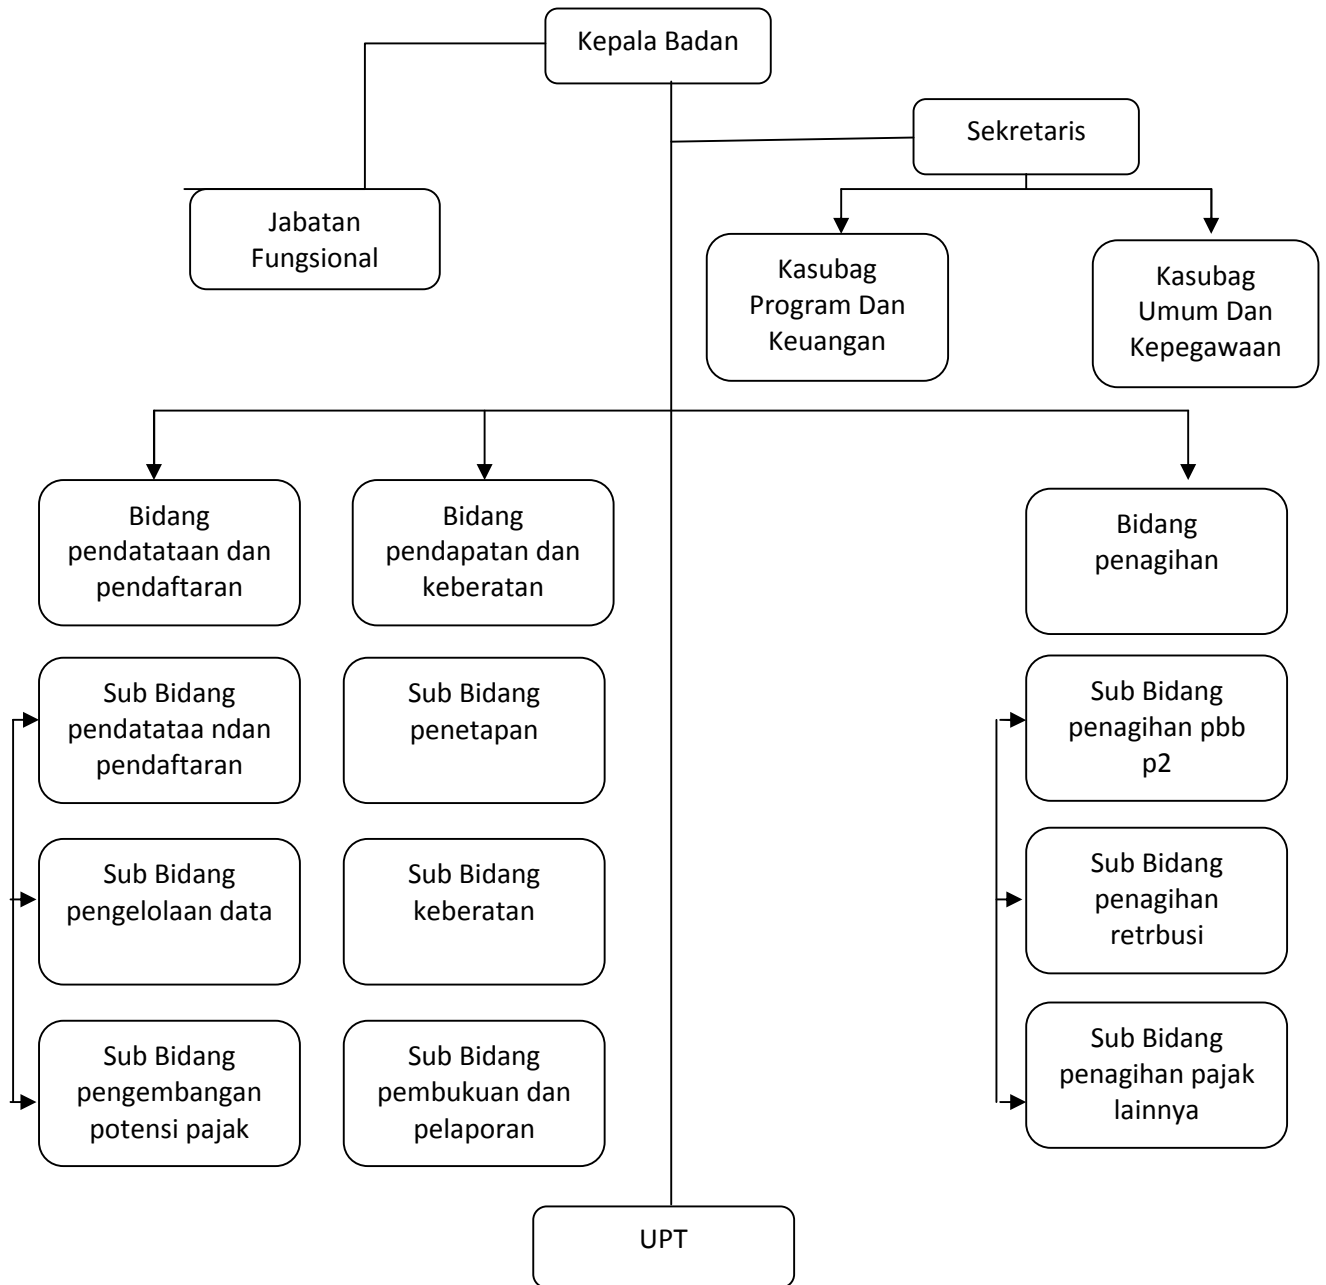 Kepala Badan
Sekretaris
Jabatan
Fungsional
Kasubag
Program Dan
Keuangan
Kasubag
Umum Dan
Kepegawaan
Bidang
pendatataan dan
pendaftaran
Bidang
pendapatan dan
keberatan
Bidang
penagihan
Sub Bidang
pendatataa ndan
pendaftaran
Sub Bidang
penetapan
Sub Bidang
penagihan pbb
p2
Sub Bidang
pengelolaan data
Sub Bidang
keberatan
Sub Bidang
penagihan
retrbusi
Sub Bidang
pengembangan
potensi pajak
Sub Bidang
pembukuan dan
pelaporan
Sub Bidang
penagihan pajak
lainnya
UPT